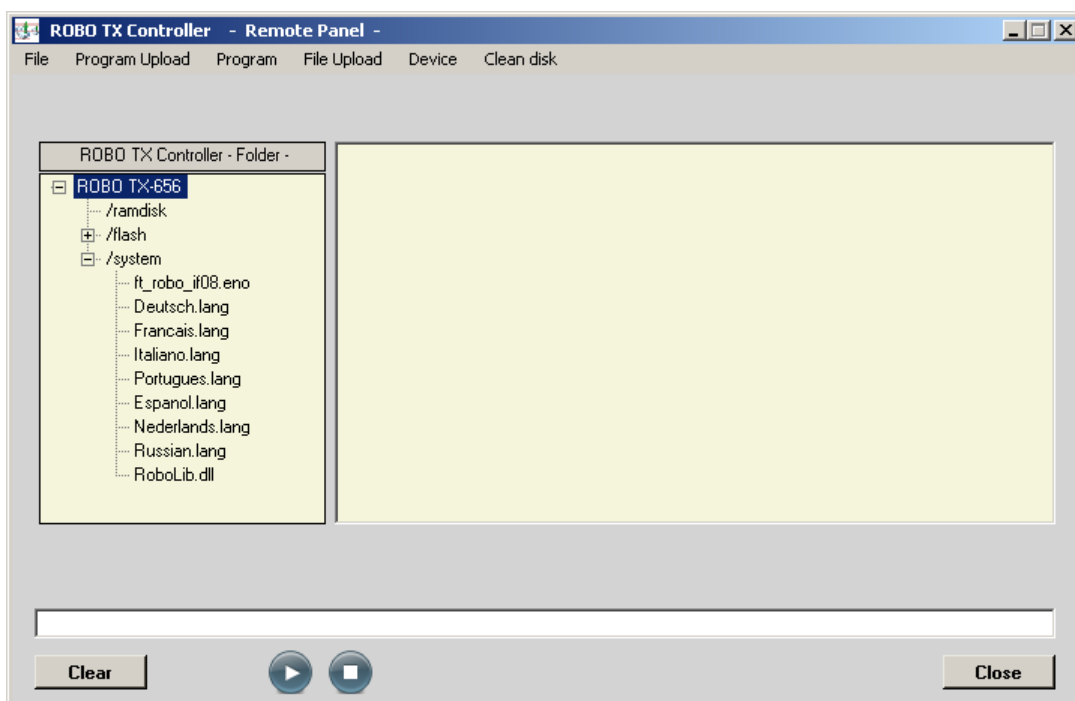 ROBO TX Controller - Remote Panel -
File Program Upload Program File Upload Device Clean disk
ROBO TX Controller - Folder -
ROBO TX-656
/ramdisk
/flash
/system
ft_robo_if08.eno
Deutsch.lang
Francais.lang
Italiano.lang
Portugues.lang
Espanol.lang
Nederlands.lang
Russian.lang
RoboLib.dll
Clear Close